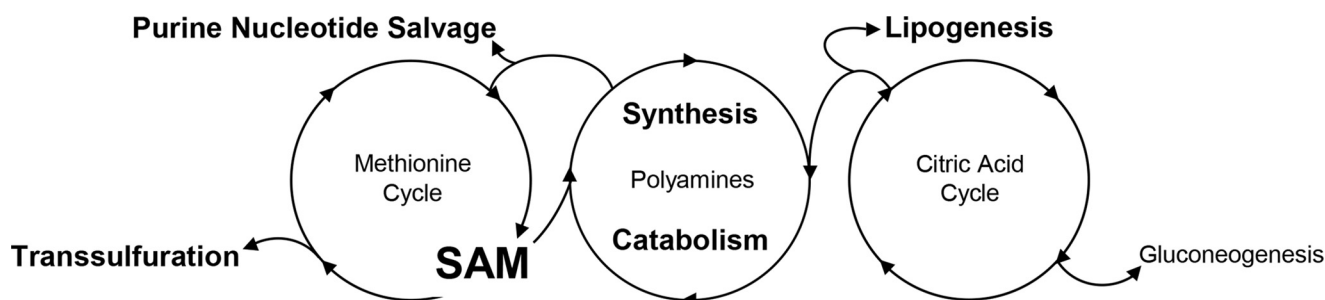 Purine Nucleotide Salvage
Lipogenesis
Synthesis
Methionine
Cycle
Polyamines
Citric Acid
Cycle
Catabolism
Transsulfuration
SAM
Gluconeogenesis